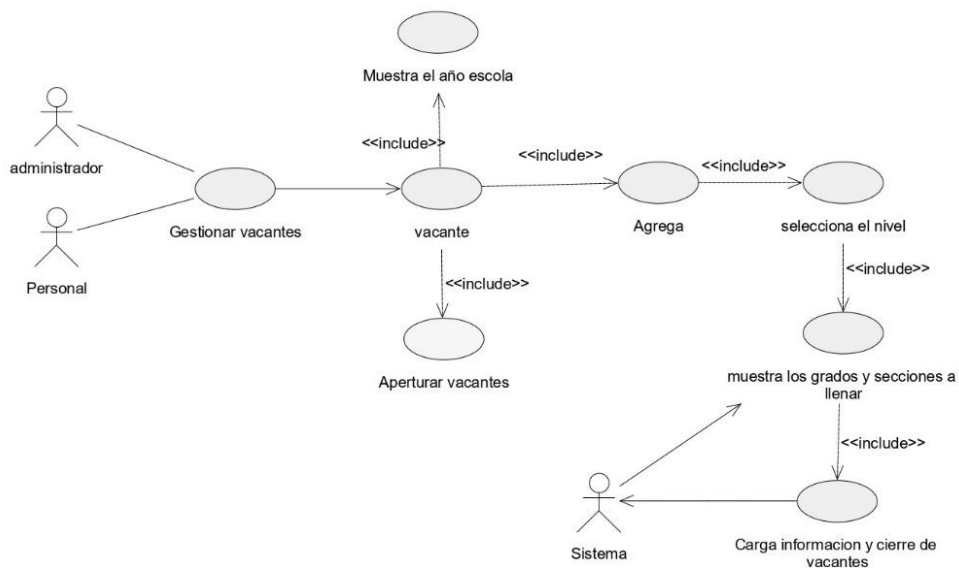 Muestra el año escola
<<include>>
administrador
<<include>>
<<include>>
Gestionar vacantes
vacante
Agrega
selecciona el nivel
Personal
<<include>>
<<include>>
Aperturar vacantes
muestra los grados y secciones a
llenar
<<include>>
Sistema
Carga informacion y cierre de
vacantes